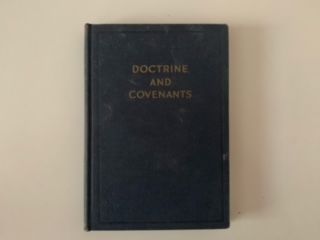 DOCTRINE
AND
COVENANTS